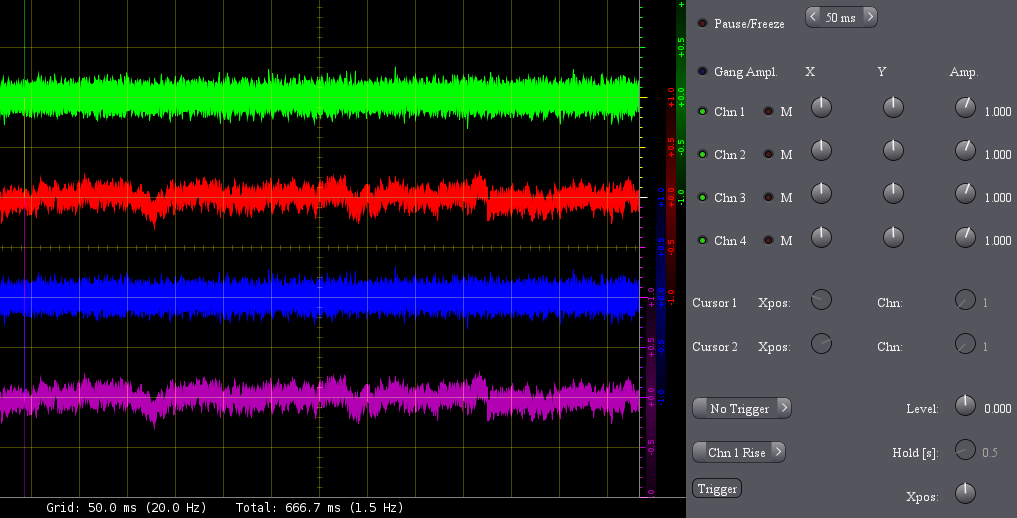 Pause/Freeze
50 ms
Gang Ampl. X Y Amp.
Chn 1 M 1.000
Chn 2 M 1.000
Chn 3 M 1.000
Chn 4 M 1.000
Cursor 1 Xpos: Chn: 1
Cursor 2 Xpos: Chn: 1
No Trigger Level: 0.000
Chn 1 Rise Hold [s]: 0.5
Trigger Xpos:
+0.5
+0.0
-0.5
-1.0
+1.0
+0.5
+0.0
-0.5
-1.0
+1.0
+0.5
+0.0
-0.5
-1.0
+1.0
+0.5
+0.0
-0.5
Grid: 50.0 ms (20.0 Hz) Total: 666.7 ms (1.5 Hz)